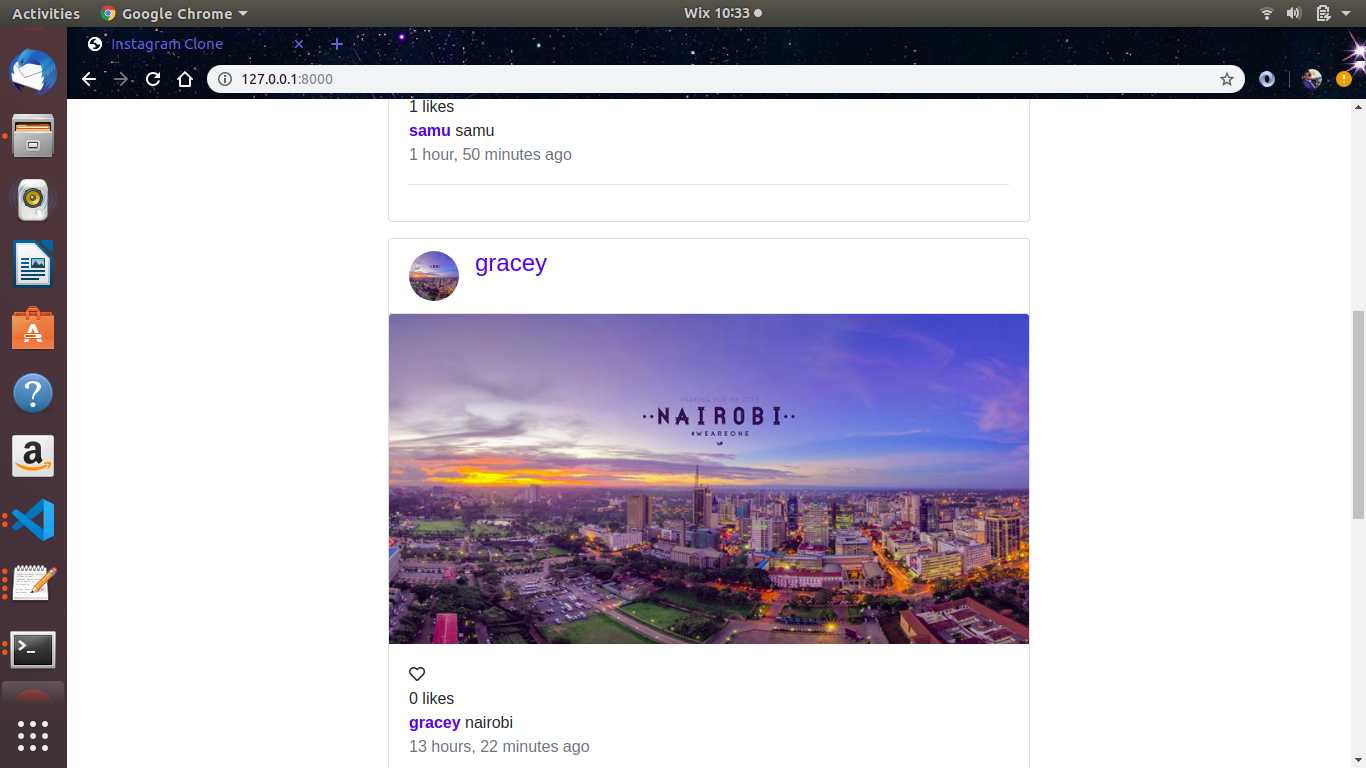 Activities Google Chrome Wix 10:33
Instagram Clone
127.0.0.1:8000
1 likes
samu samu
1 hour, 50 minutes ago
gracey
PRAYING FOR MY CITY
NAIROBI
#WEAREONE
0 likes
gracey nairobi
13 hours, 22 minutes ago